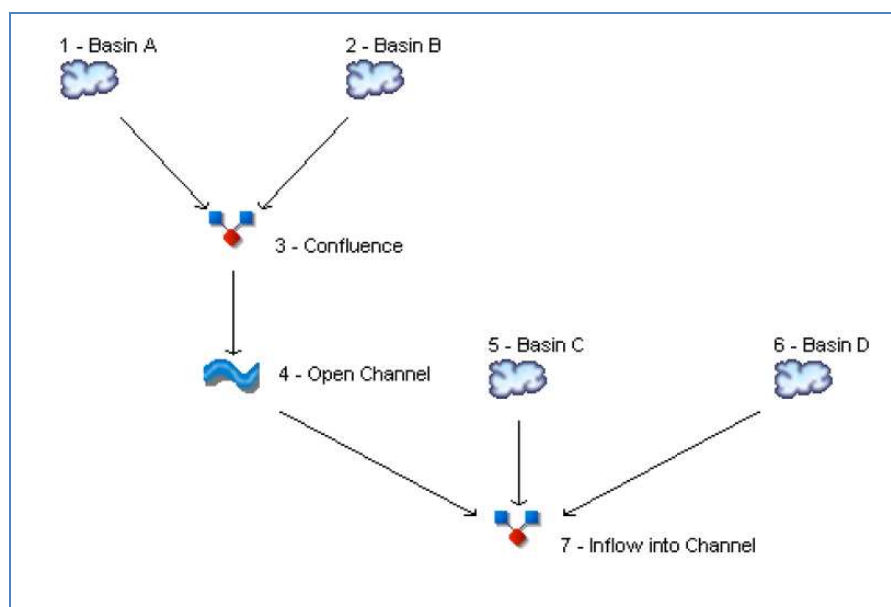 1 - Basin A
2 - Basin B
3 - Confluence
4 - Open Channel
5 - Basin C
6 - Basin D
7 - Inflow into Channel